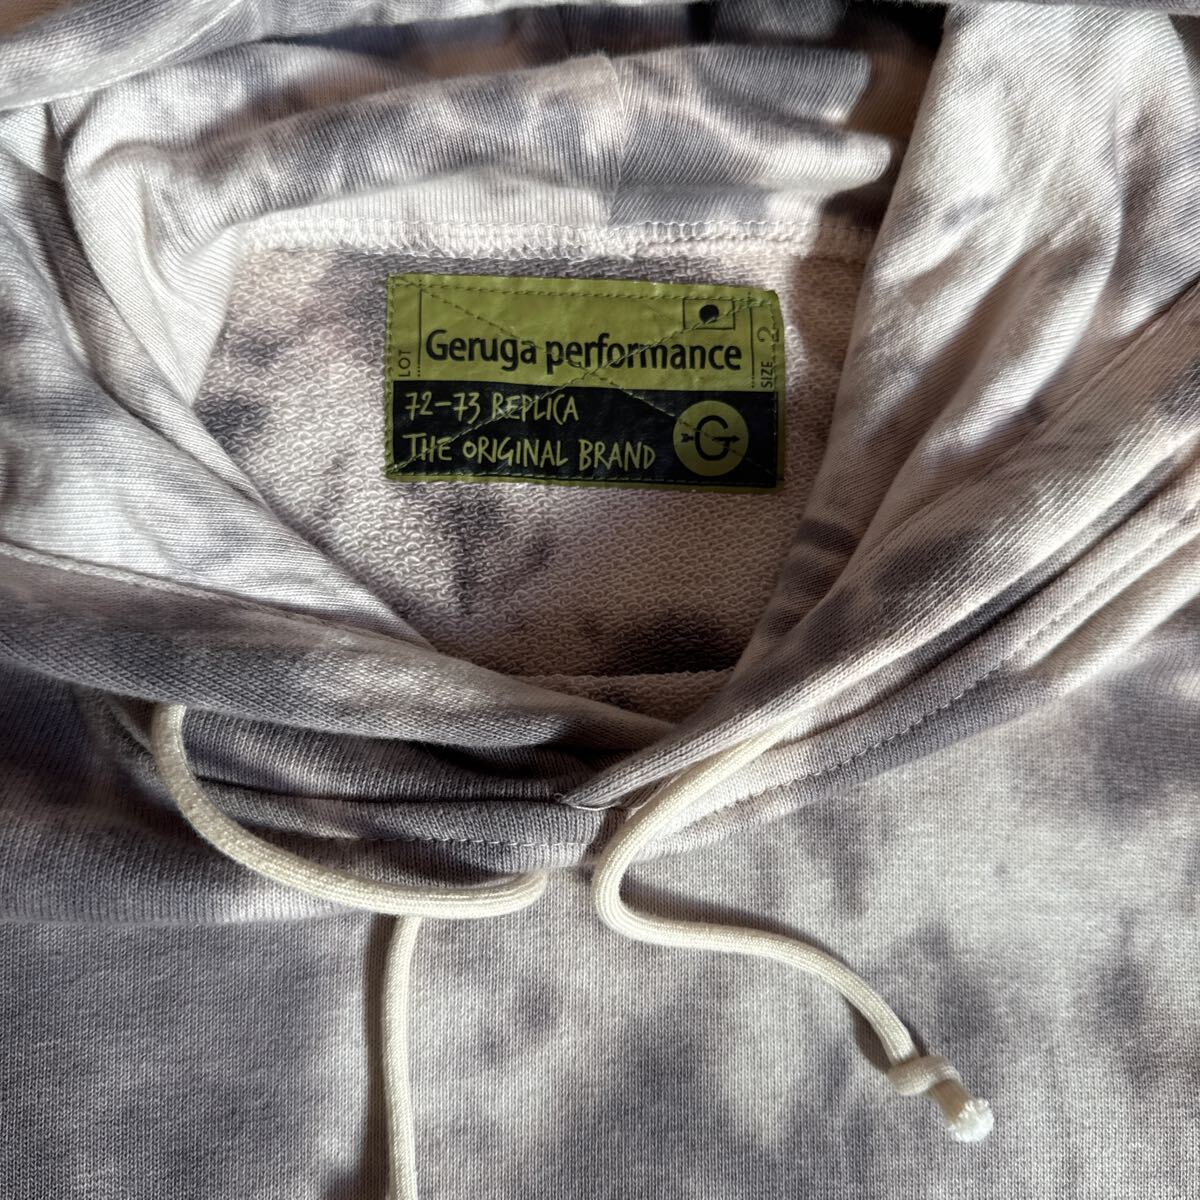 LOT
Geruga performance
SIZE 2
72-73 REPLICA
THE ORIGINAL BRAND
G